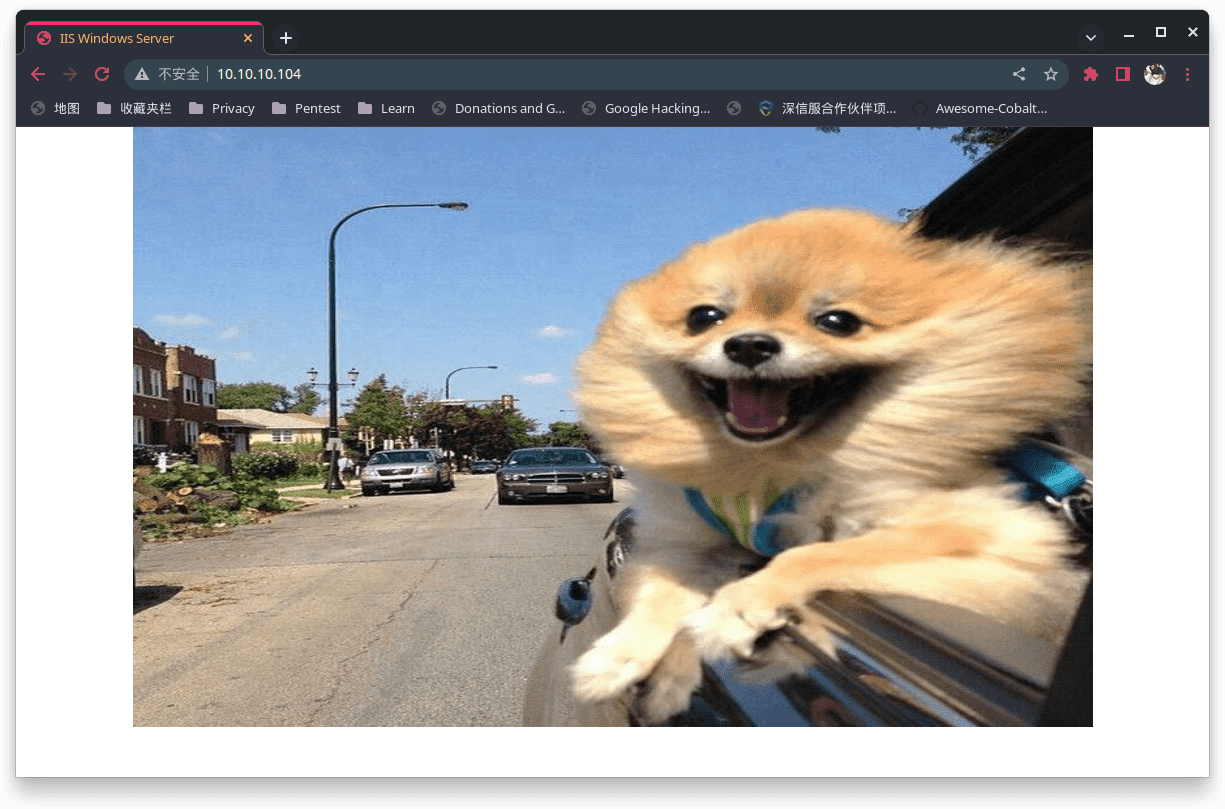 IIS Windows Server
不安全 10.10.10.104
地图 收藏夹栏 Privacy Pentest Learn Donations and G... Google Hacking... 深信服合作伙伴项... Awesome-Cobalt...